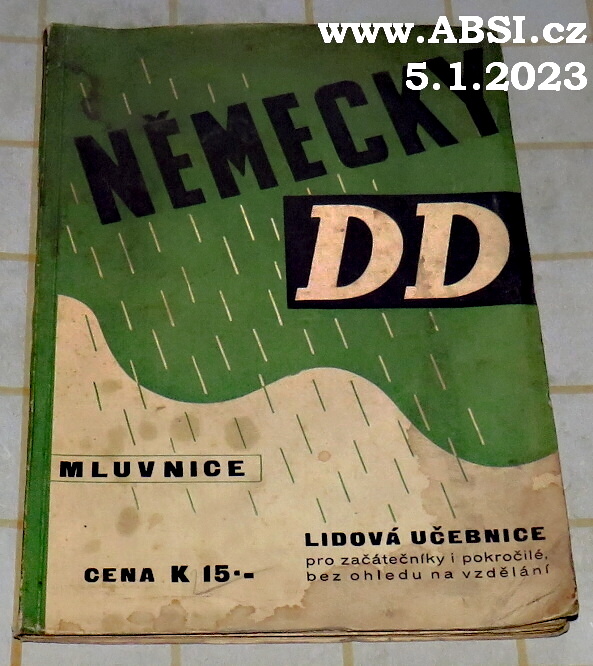 www.ABSI.cz
5.1.2023
NĚMECKY
DD
MLUVNICE
LIDOVÁ UČEBNICE
pro začátečníky i pokročilé,
bez ohledu na vzdělání
CENA K 15·-